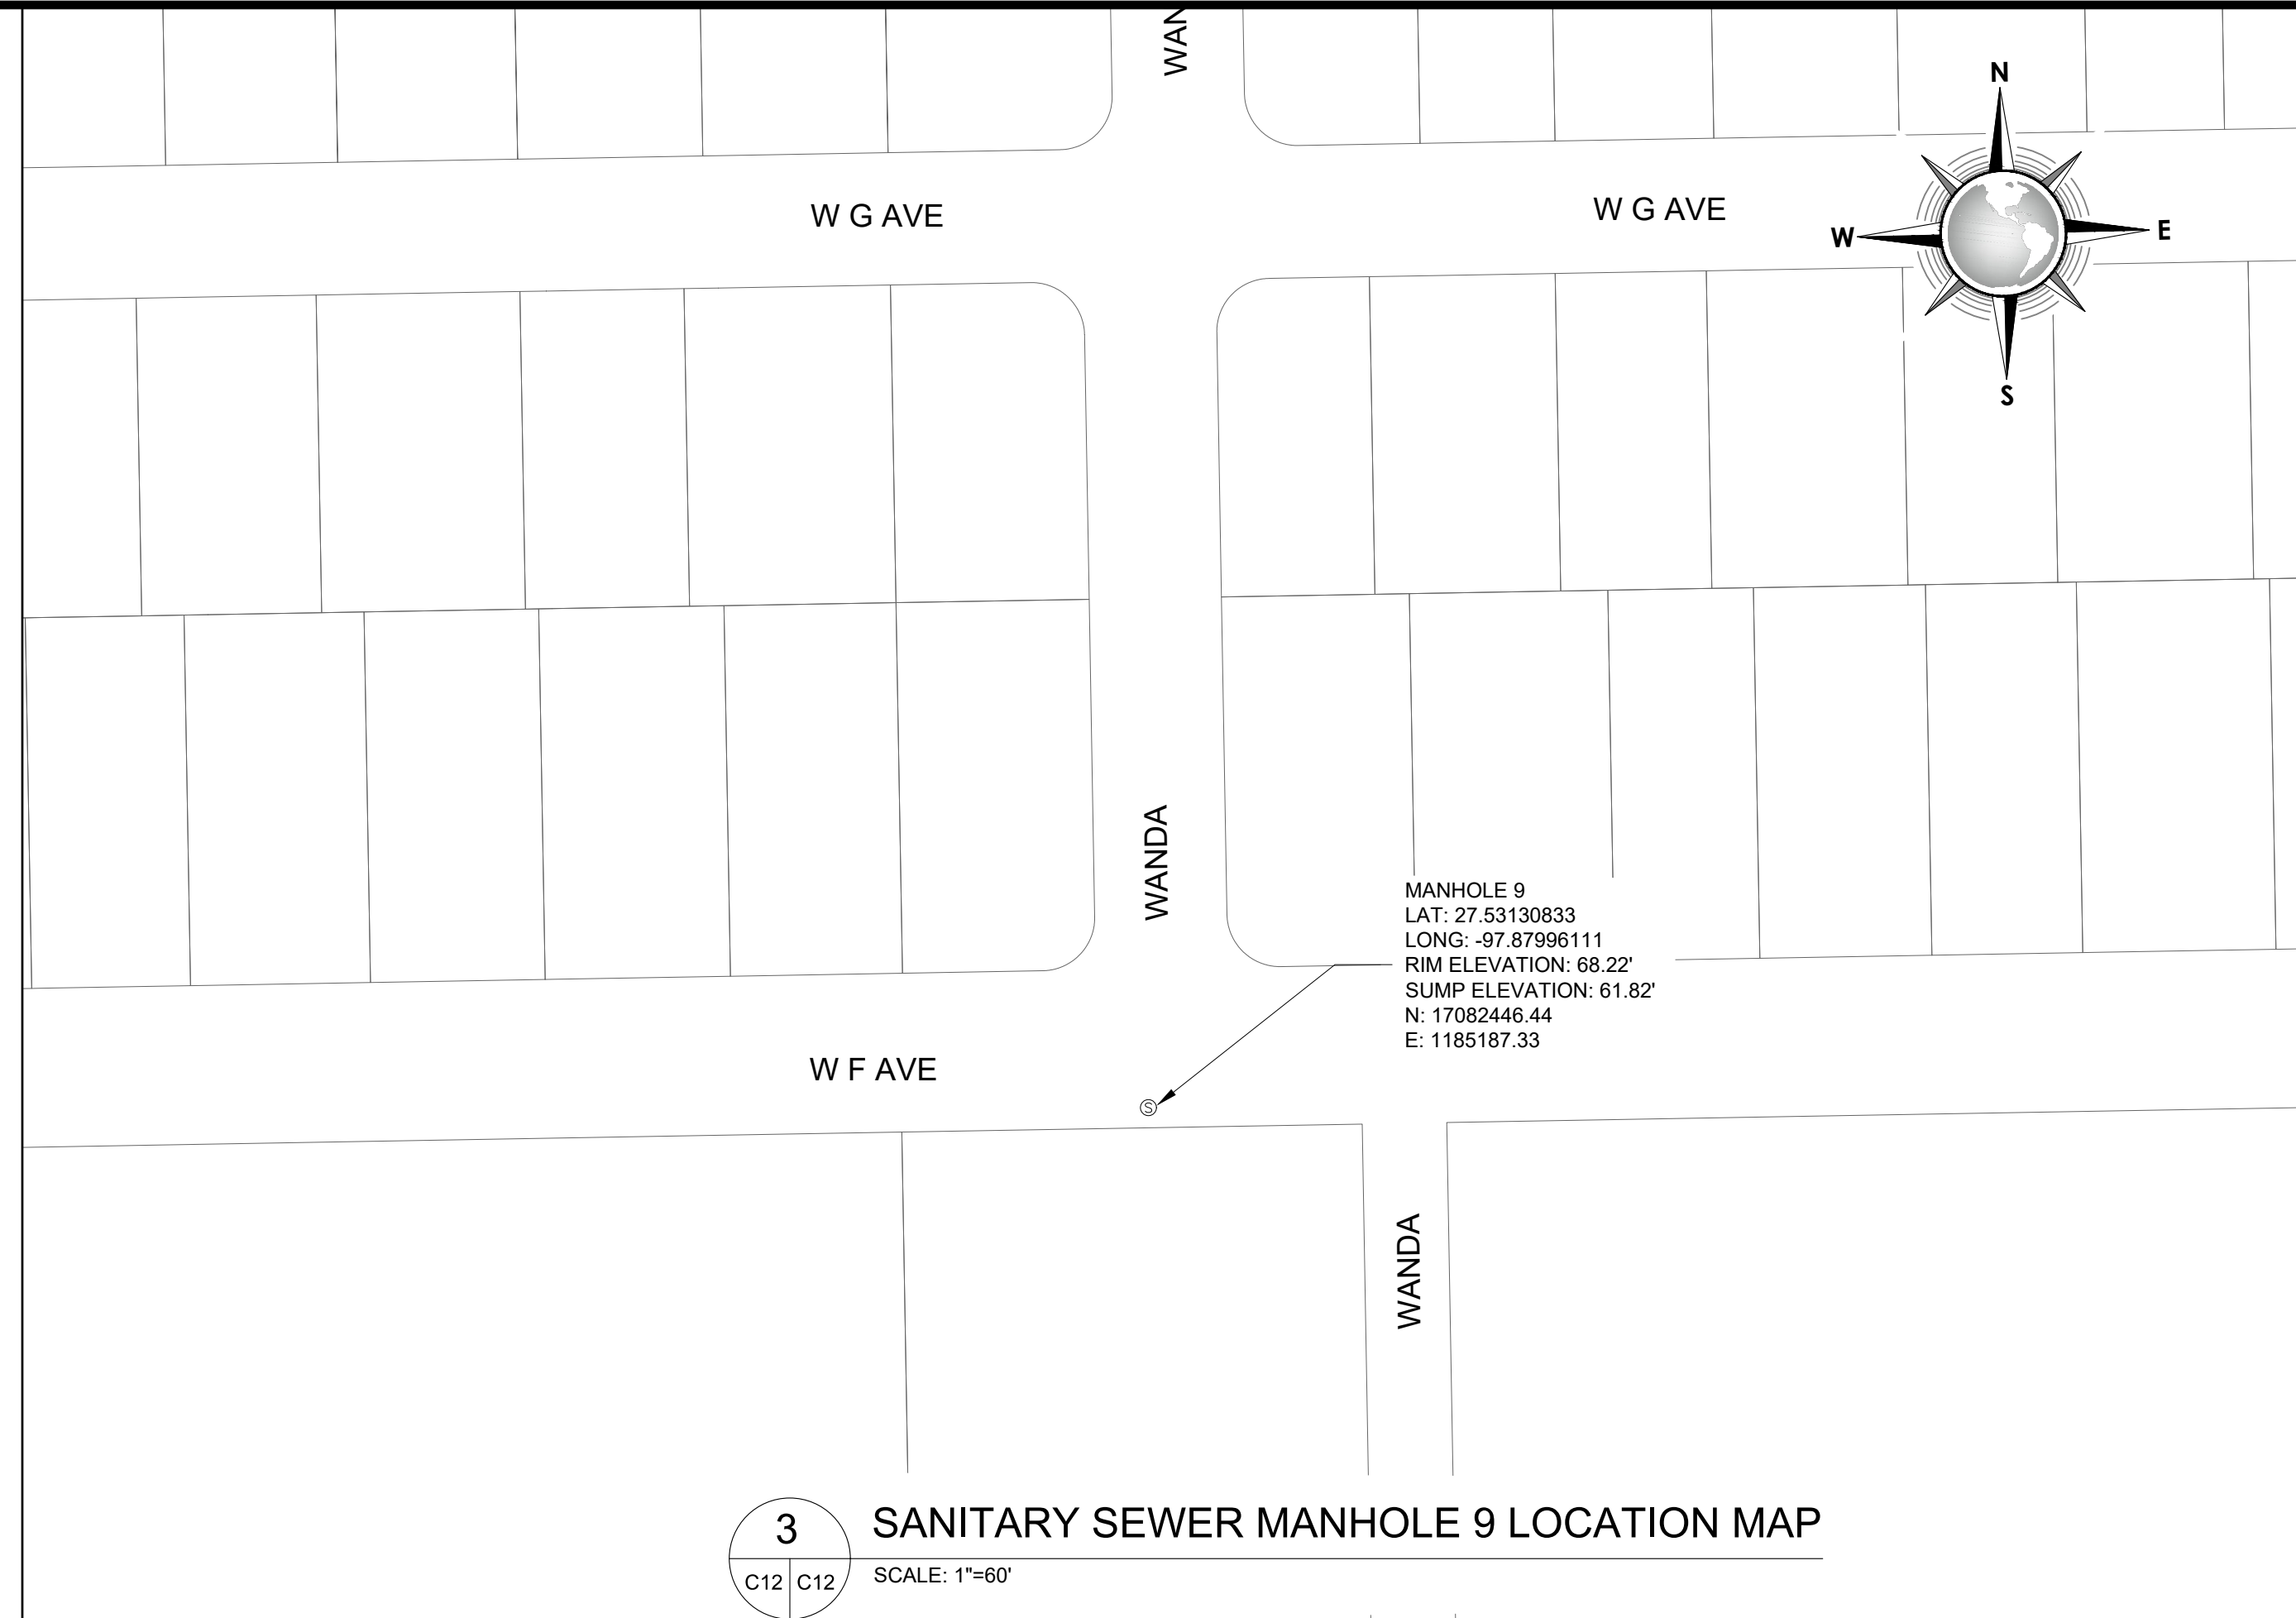 WAN
N
W G AVE
W G AVE
W
E
S
WANDA
MANHOLE 9
LAT: 27.53130833
LONG: -97.87996111
RIM ELEVATION: 68.22'
SUMP ELEVATION: 61.82'
N: 17082446.44
E: 1185187.33
W F AVE
S
WANDA
3
SANITARY SEWER MANHOLE 9 LOCATION MAP
C12 C12
SCALE: 1"=60'